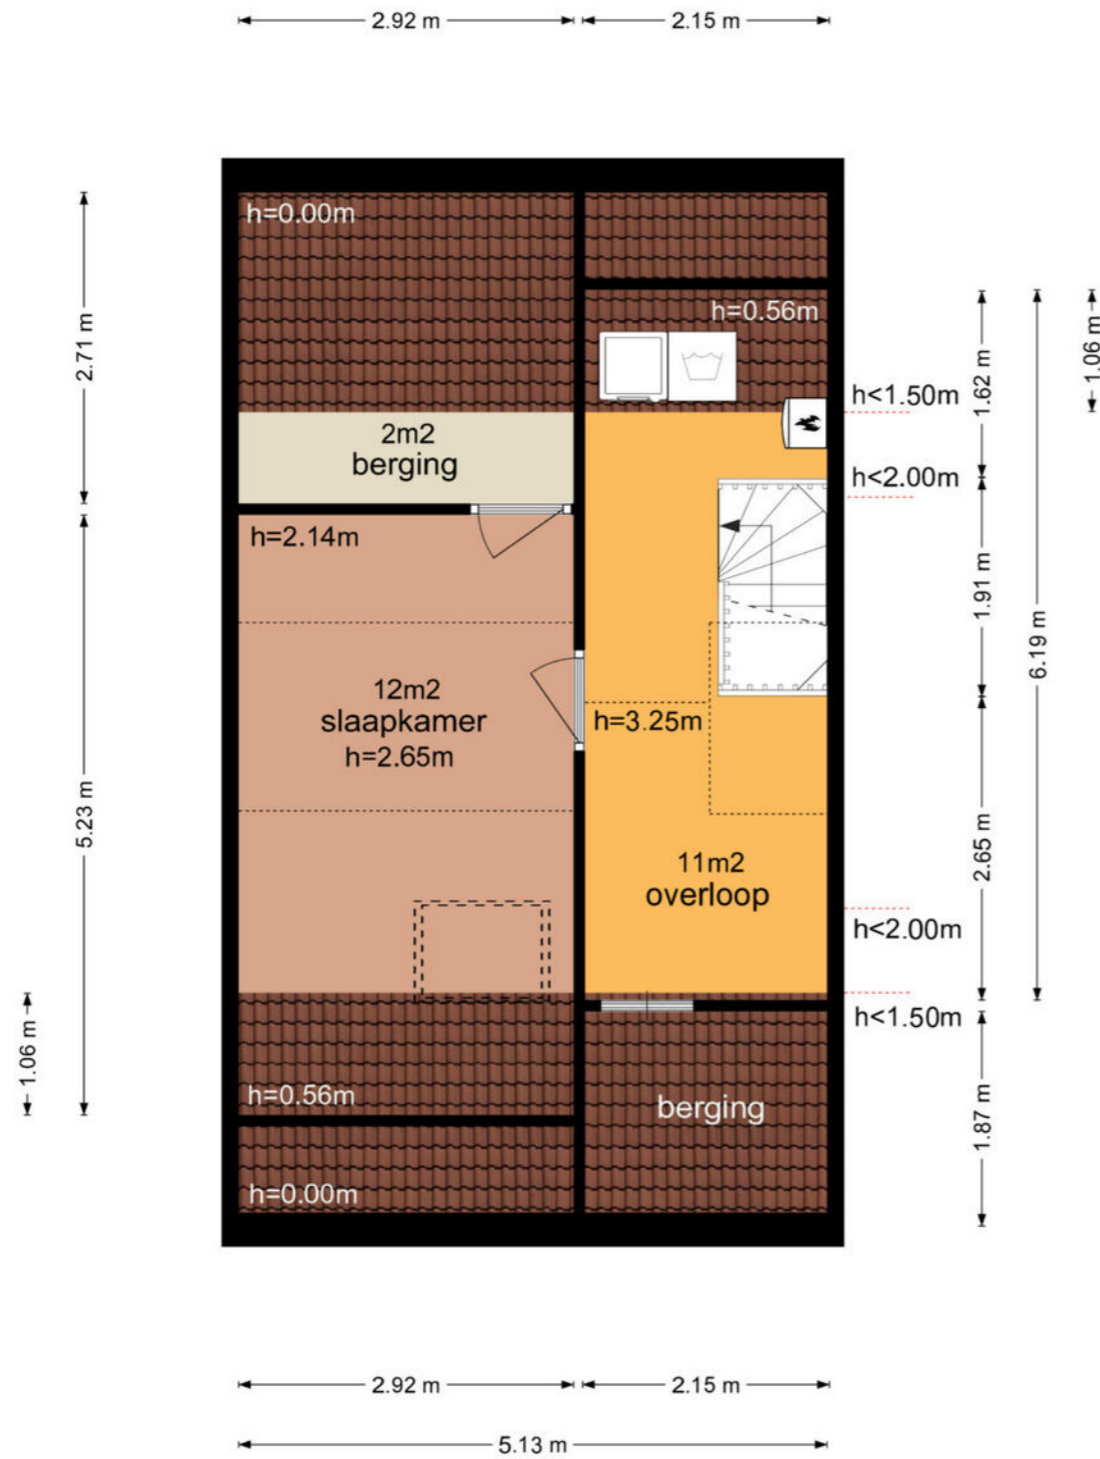 2.92 m
2.15 m
h=0.00m
h=0.56m
1.06 m
2.71 m
1.62 m
h<1.50m
2m2
berging
h<2.00m
h=2.14m
1.91 m
6.19 m
12m2
slaapkamer
h=2.65m
h=3.25m
5.23 m
2.65 m
11m2
overloop
h<2.00m
h<1.50m
1.06 m
h=0.56m
berging
1.87 m
h=0.00m
2.92 m
2.15 m
5.13 m